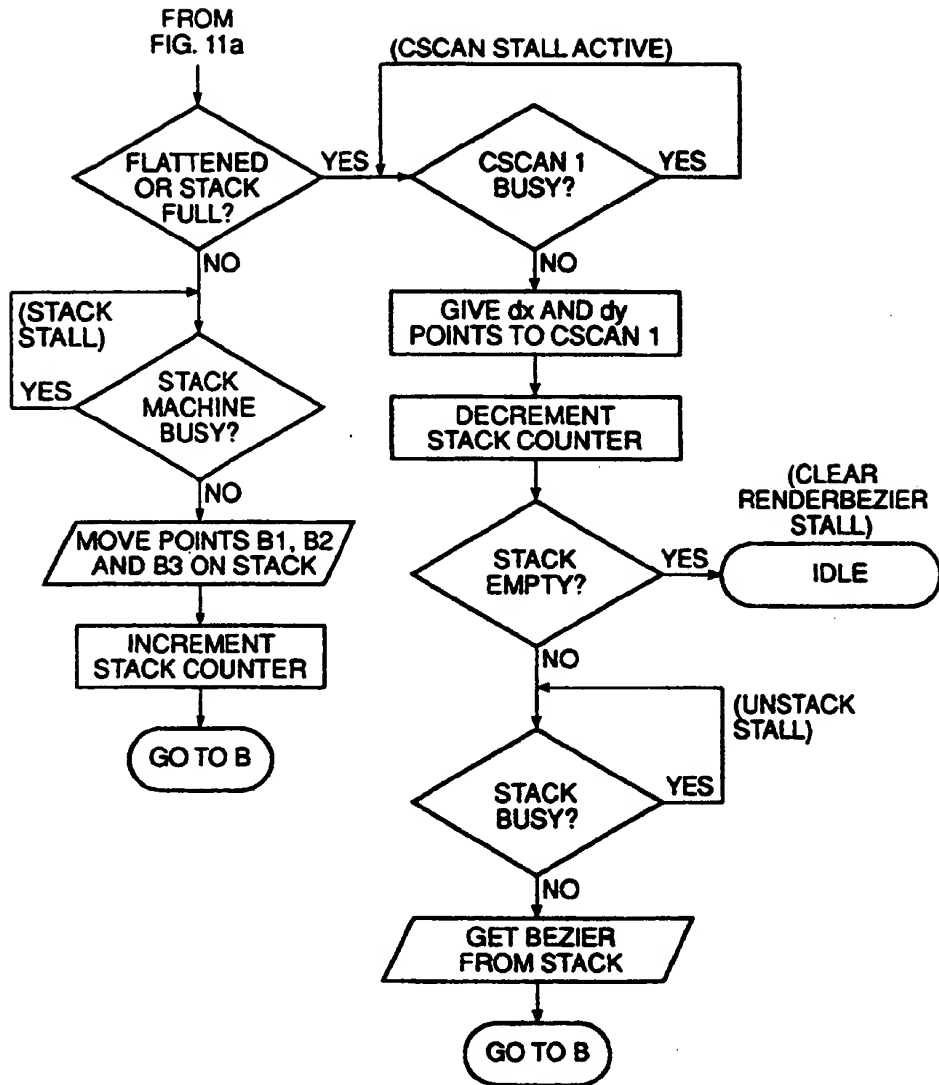 FROM
FIG. 11a
(CSCAN STALL ACTIVE)
FLATTENED
OR STACK
FULL?
YES
CSCAN 1
BUSY?
YES
NO
NO
(STACK
STALL)
YES
STACK
MACHINE
BUSY?
GIVE dx AND dy
POINTS TO CSCAN 1
DECREMENT
STACK COUNTER
NO
MOVE POINTS B1, B2
AND B3 ON STACK
INCREMENT
STACK COUNTER
GO TO B
STACK
EMPTY?
YES
(CLEAR
RENDERBEZIER
STALL)
IDLE
NO
(UNSTACK
STALL)
STACK
BUSY?
YES
NO
GET BEZIER
FROM STACK
GO TO B